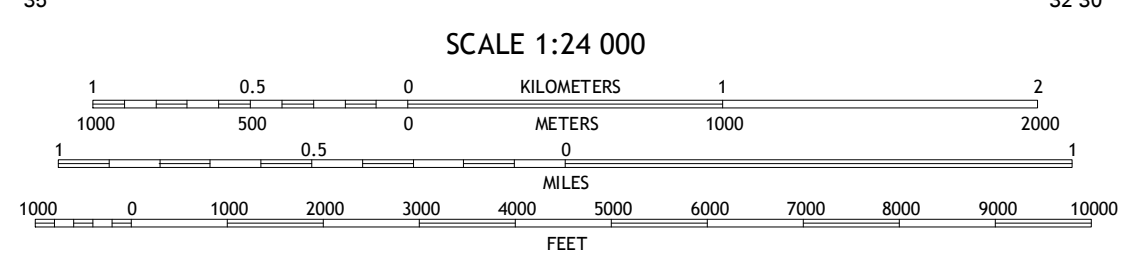 35' 32'30"
SCALE 1:24 000
1 0.5 0 KILOMETERS 1 2
1000 500 0 METERS 1000 2000
1 0.5 0 1
MILES
1000 0 1000 2000 3000 4000 5000 6000 7000 8000 9000 10000
FEET